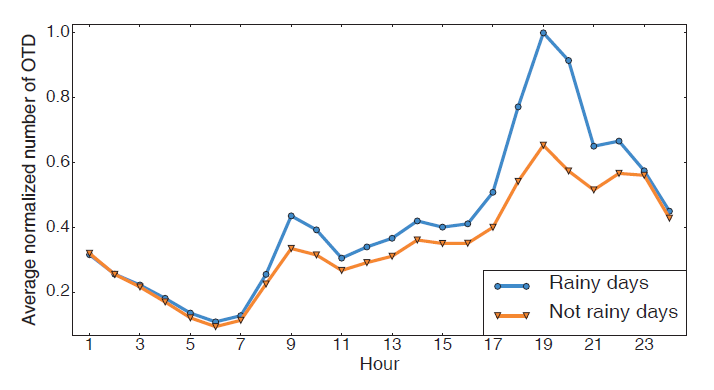 Average normalized number of OTD
1.0
0.8
0.6
0.4
0.2
Rainy days
Not rainy days
1 3 5 7 9 11 13 15 17 19 21 23
Hour